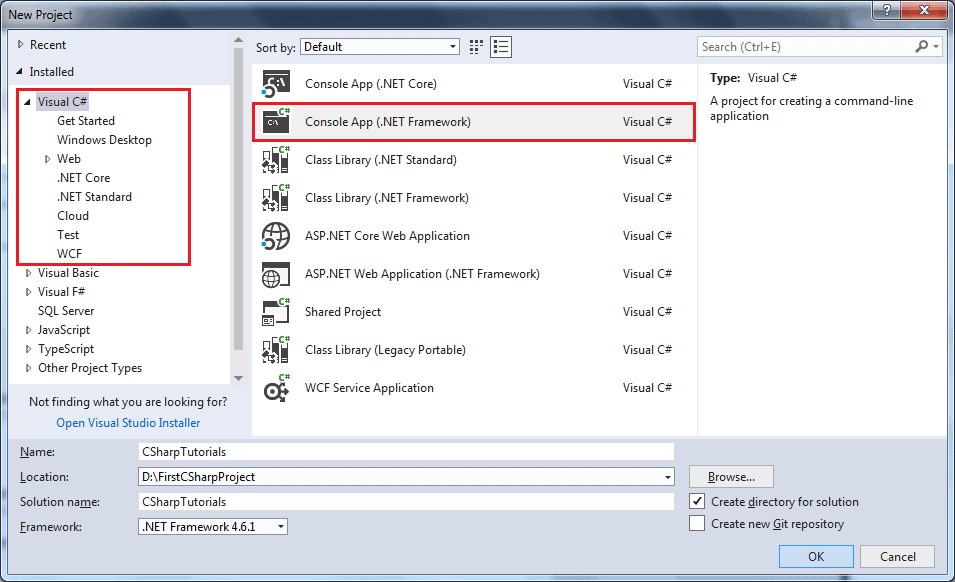 New Project
?
Recent
Installed
Visual C#
Get Started
Windows Desktop
Web
.NET Core
.NET Standard
Cloud
Test
WCF
Visual Basic
Visual F#
SQL Server
JavaScript
TypeScript
Other Project Types
Not finding what you are looking for?
Open Visual Studio Installer
Sort by: Default
Console App (.NET Core) Visual C#
Console App (.NET Framework) Visual C#
Class Library (.NET Standard) Visual C#
Class Library (.NET Framework) Visual C#
ASP.NET Core Web Application Visual C#
ASP.NET Web Application (.NET Framework) Visual C#
Shared Project Visual C#
Class Library (Legacy Portable) Visual C#
WCF Service Application Visual C#
Search (Ctrl+E)
Type: Visual C#
A project for creating a command-line
application
Name: CSharpTutorials
Location: D:\FirstCSharpProject Browse...
Solution name: CSharpTutorials Create directory for solution
Framework: .NET Framework 4.6.1 Create new Git repository
OK Cancel